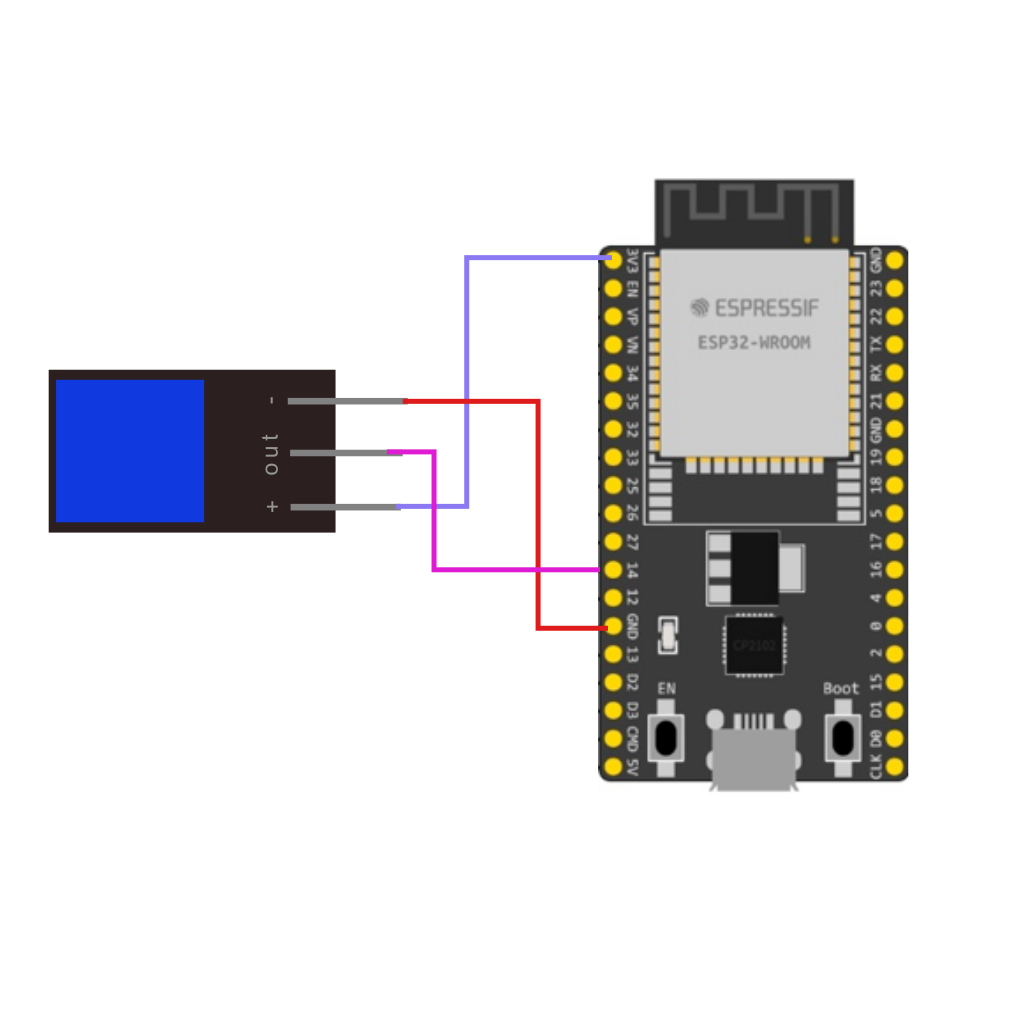 -
out
+
ESPRESSIF
ESP32-WROOM
3V3
EN
VP
VN
34
35
32
33
25
26
27
14
12
GND
13
D2
D3
CMD
5V
GND
23
22
TX
RX
21
GND
19
18
5
17
16
4
0
2
15
D1
D0
CLK
CP2102
EN
Boot